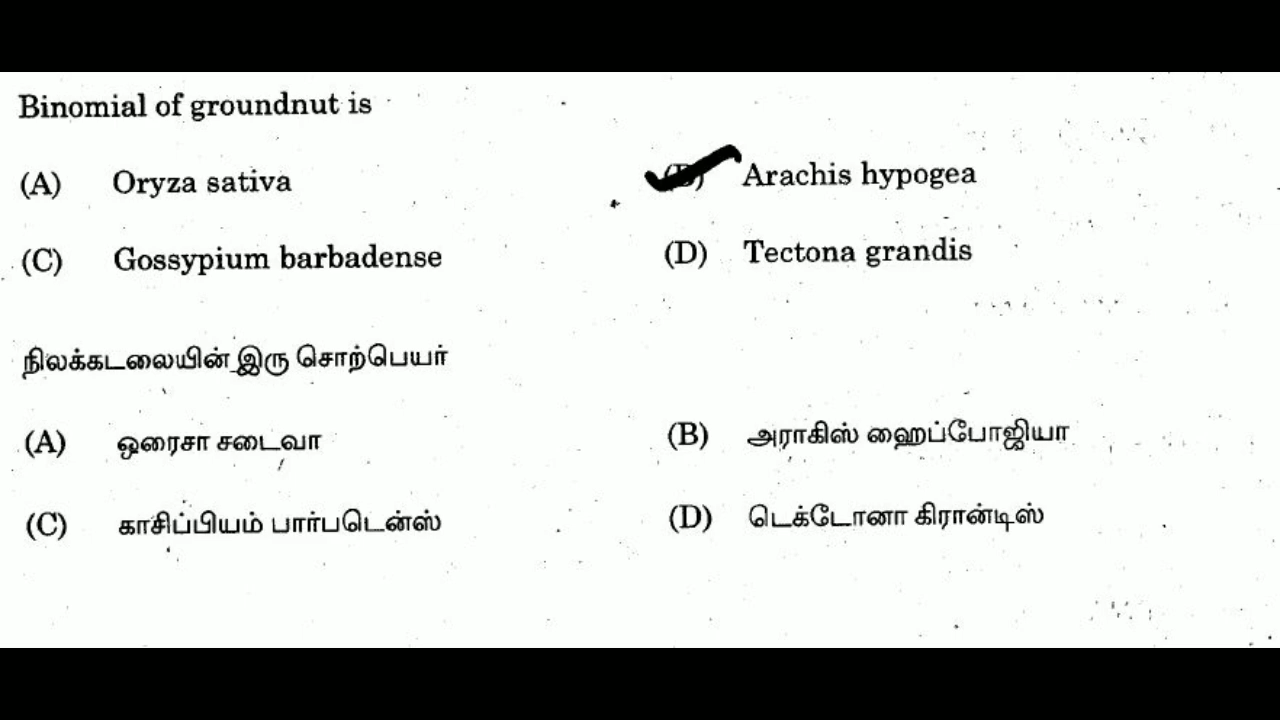 Binomial of groundnut is
(A) Oryza sativa (B) Arachis hypogea
(C) Gossypium barbadense (D) Tectona grandis
நிலக்கடலையின் இரு சொற்பெயர்
(A) ஒரைசா சடைவா (B) அராகிஸ் ஹைப்போஜியா
(C) காசிப்பியம் பார்படென்ஸ் (D) டெக்டோனா கிரான்டிஸ்